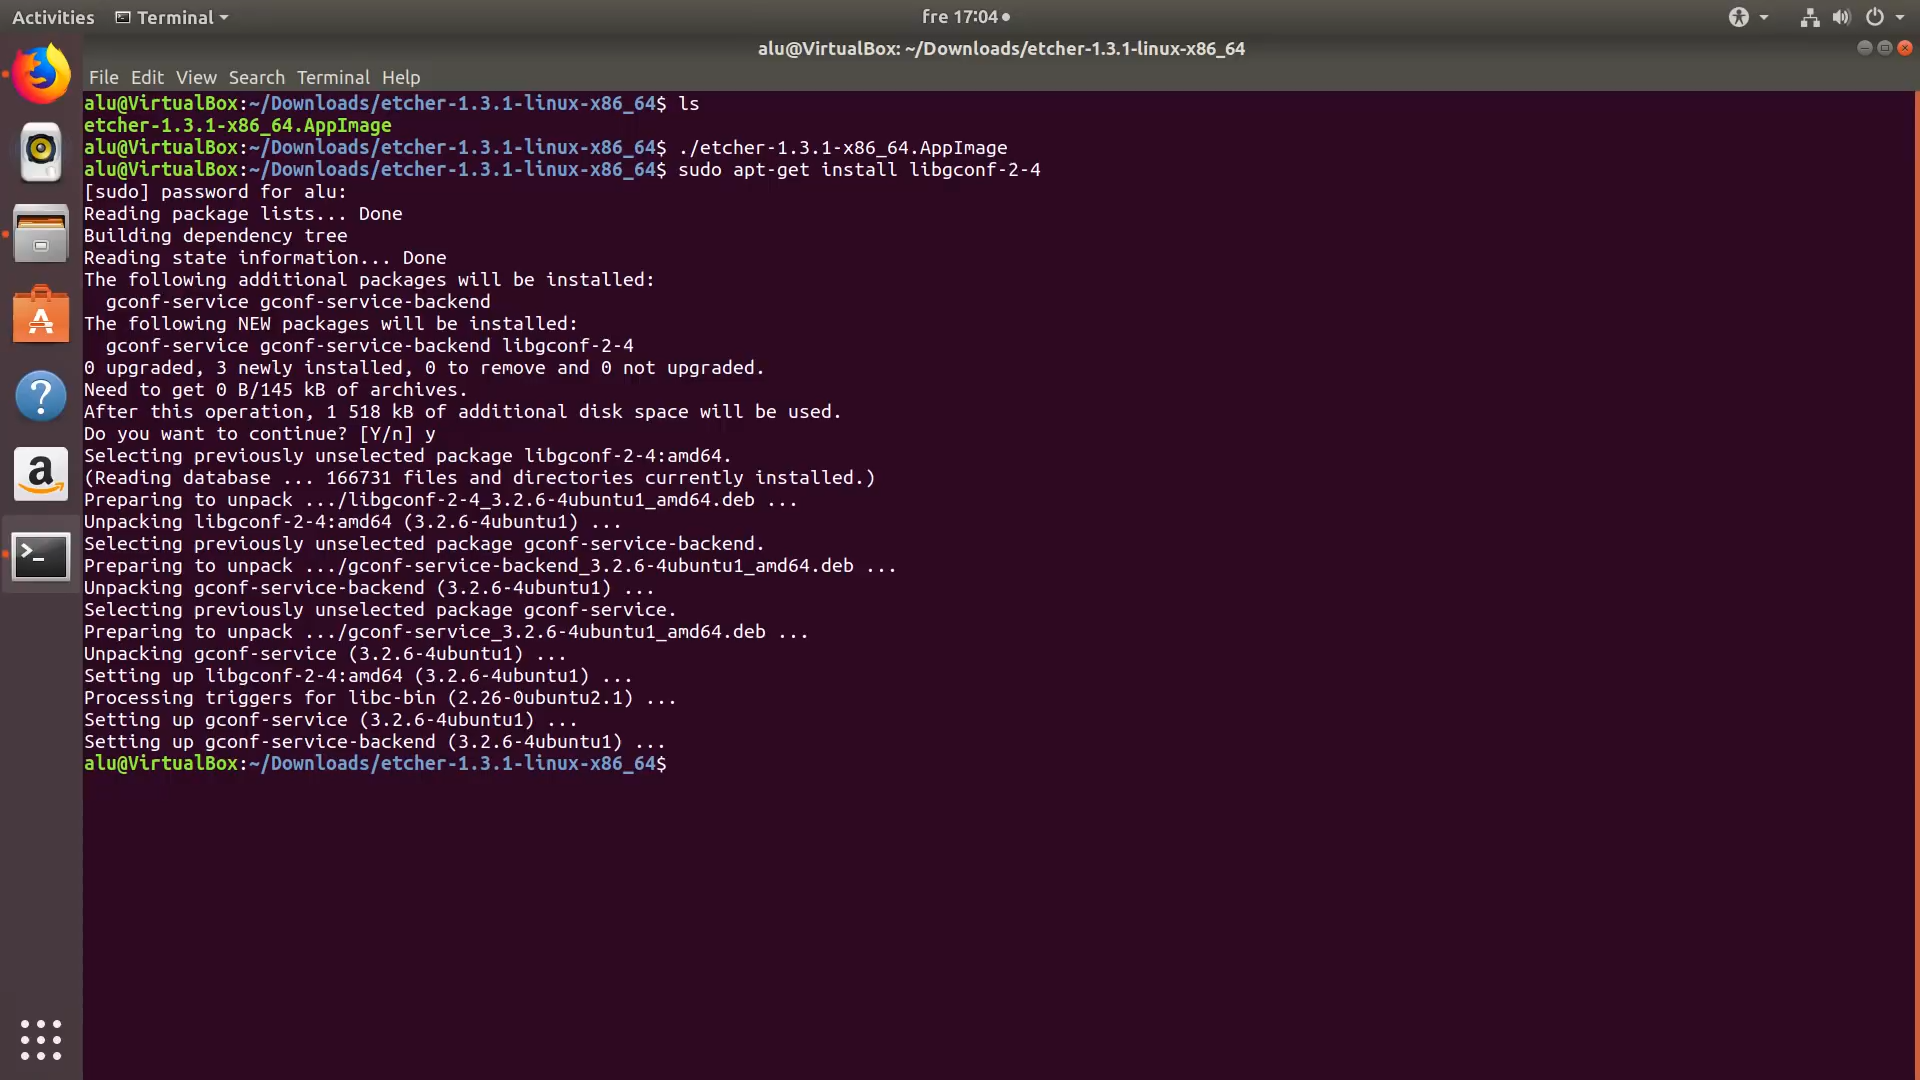 Activities Terminal fre 17:04
alu@VirtualBox: ~/Downloads/etcher-1.3.1-linux-x86_64
File Edit View Search Terminal Help
alu@VirtualBox:~/Downloads/etcher-1.3.1-linux-x86_64$ ls
etcher-1.3.1-x86_64.AppImage
alu@VirtualBox:~/Downloads/etcher-1.3.1-linux-x86_64$ ./etcher-1.3.1-x86_64.AppImage
alu@VirtualBox:~/Downloads/etcher-1.3.1-linux-x86_64$ sudo apt-get install libgconf-2-4
[sudo] password for alu:
Reading package lists... Done
Building dependency tree
Reading state information... Done
The following additional packages will be installed:
  gconf-service gconf-service-backend
The following NEW packages will be installed:
  gconf-service gconf-service-backend libgconf-2-4
0 upgraded, 3 newly installed, 0 to remove and 0 not upgraded.
Need to get 0 B/145 kB of archives.
After this operation, 1 518 kB of additional disk space will be used.
Do you want to continue? [Y/n] y
Selecting previously unselected package libgconf-2-4:amd64.
(Reading database ... 166731 files and directories currently installed.)
Preparing to unpack .../libgconf-2-4_3.2.6-4ubuntu1_amd64.deb ...
Unpacking libgconf-2-4:amd64 (3.2.6-4ubuntu1) ...
Selecting previously unselected package gconf-service-backend.
Preparing to unpack .../gconf-service-backend_3.2.6-4ubuntu1_amd64.deb ...
Unpacking gconf-service-backend (3.2.6-4ubuntu1) ...
Selecting previously unselected package gconf-service.
Preparing to unpack .../gconf-service_3.2.6-4ubuntu1_amd64.deb ...
Unpacking gconf-service (3.2.6-4ubuntu1) ...
Setting up libgconf-2-4:amd64 (3.2.6-4ubuntu1) ...
Processing triggers for libc-bin (2.26-0ubuntu2.1) ...
Setting up gconf-service (3.2.6-4ubuntu1) ...
Setting up gconf-service-backend (3.2.6-4ubuntu1) ...
alu@VirtualBox:~/Downloads/etcher-1.3.1-linux-x86_64$